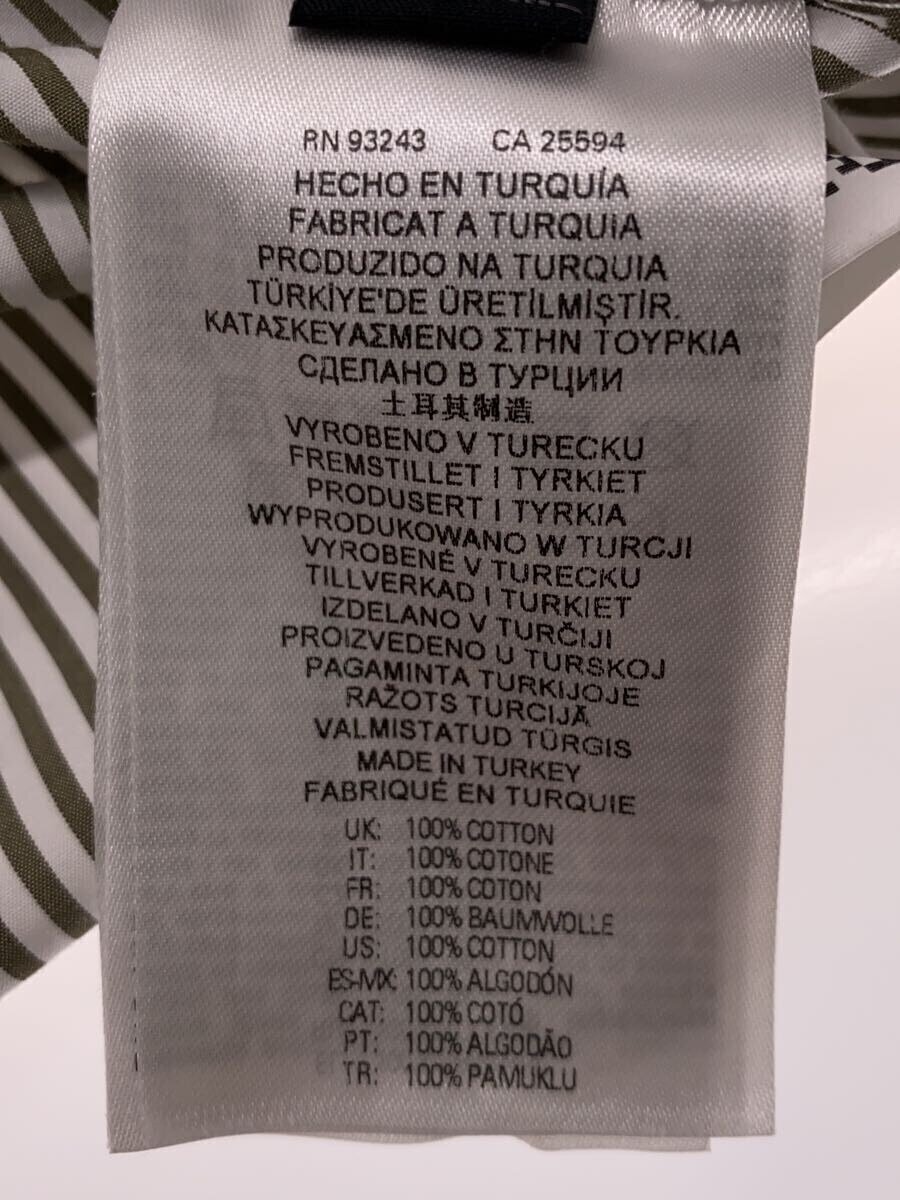 RN 93243 CA 25594
HECHO EN TURQUÍA
FABRICAT A TURQUIA
PRODUZIDO NA TURQUIA
TÜRKİYE'DE ÜRETİLMİŞTİR.
ΚΑΤΑΣΚΕΥΑΣΜΕΝΟ ΣΤΗΝ ΤΟΥΡΚΙΑ
СДЕЛАНО В ТУРЦИИ
土耳其制造
VYROBENO V TURECKU
FREMSTILLET I TYRKIET
PRODUSERT I TYRKIA
WYPRODUKOWANO W TURCJI
VYROBENÉ V TURECKU
TILLVERKAD I TURKIET
IZDELANO V TURČIJI
PROIZVEDENO U TURSKOJ
PAGAMINTA TURKIJOJE
RAŽOTS TURCIJĀ
VALMISTATUD TÜRGIS
MADE IN TURKEY
FABRIQUÉ EN TURQUIE
UK: 100% COTTON
IT: 100% COTONE
FR: 100% COTON
DE: 100% BAUMWOLLE
US: 100% COTTON
ES-MX: 100% ALGODÓN
CAT: 100% COTÓ
PT: 100% ALGODÃO
TR: 100% PAMUKLU